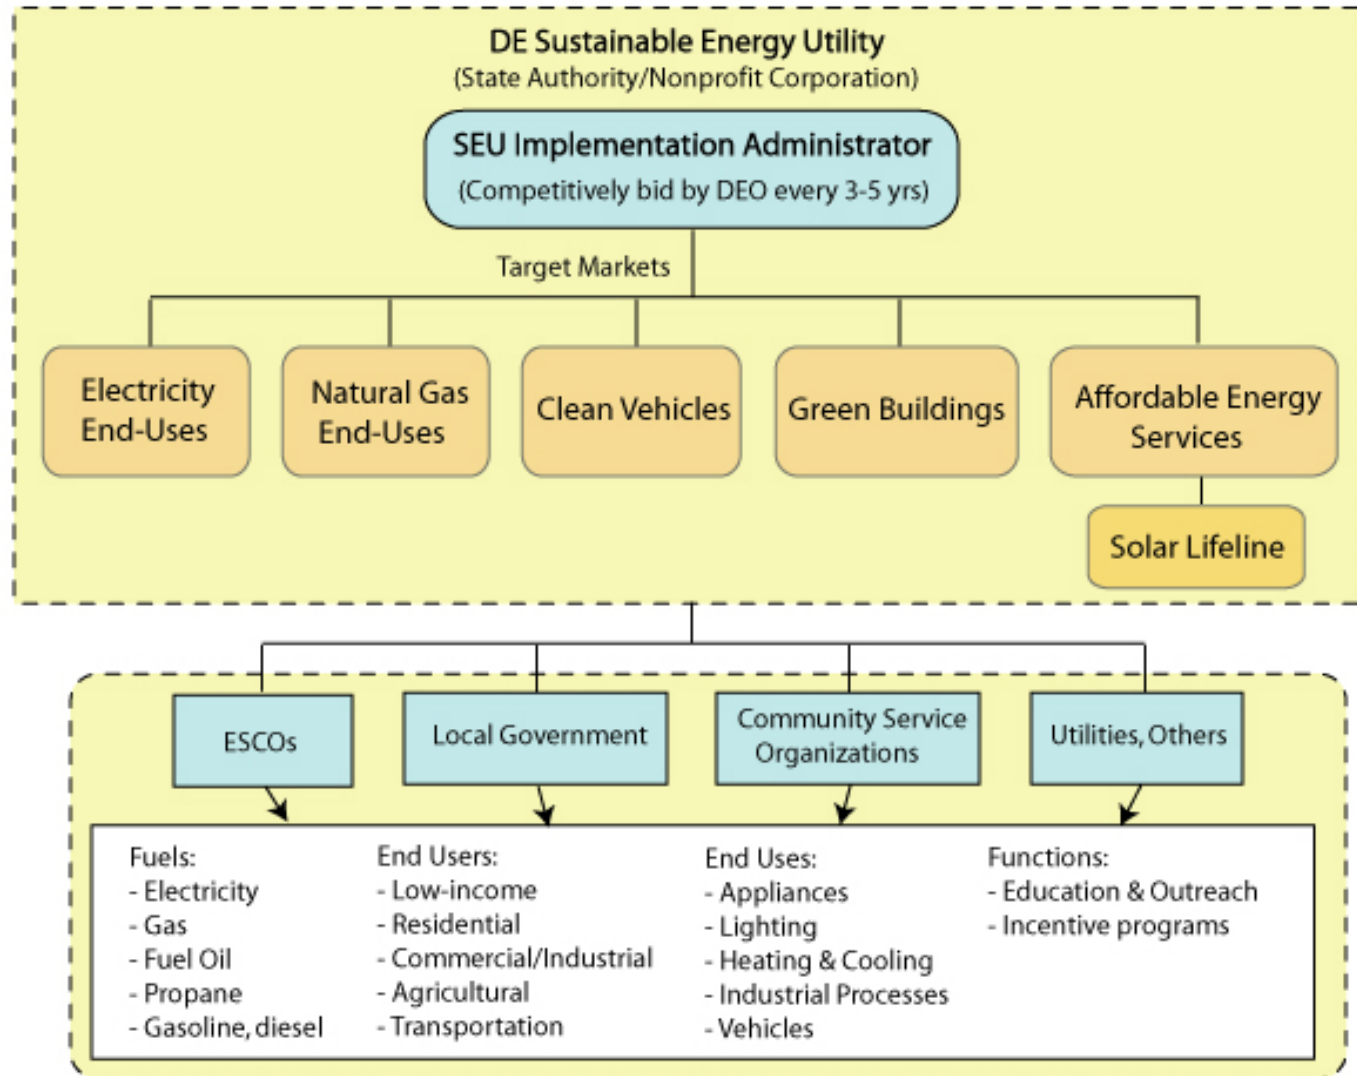 DE Sustainable Energy Utility
(State Authority/Nonprofit Corporation)
SEU Implementation Administrator
(Competitively bid by DEO every 3-5 yrs)
Target Markets
Electricity
End-Uses
Natural Gas
End-Uses
Clean Vehicles
Green Buildings
Affordable Energy
Services
Solar Lifeline
ESCOs
Local Government
Community Service
Organizations
Utilities, Others
Fuels:
- Electricity
- Gas
- Fuel Oil
- Propane
- Gasoline, diesel
End Users:
- Low-income
- Residential
- Commercial/Industrial
- Agricultural
- Transportation
End Uses:
- Appliances
- Lighting
- Heating & Cooling
- Industrial Processes
- Vehicles
Functions:
- Education & Outreach
- Incentive programs